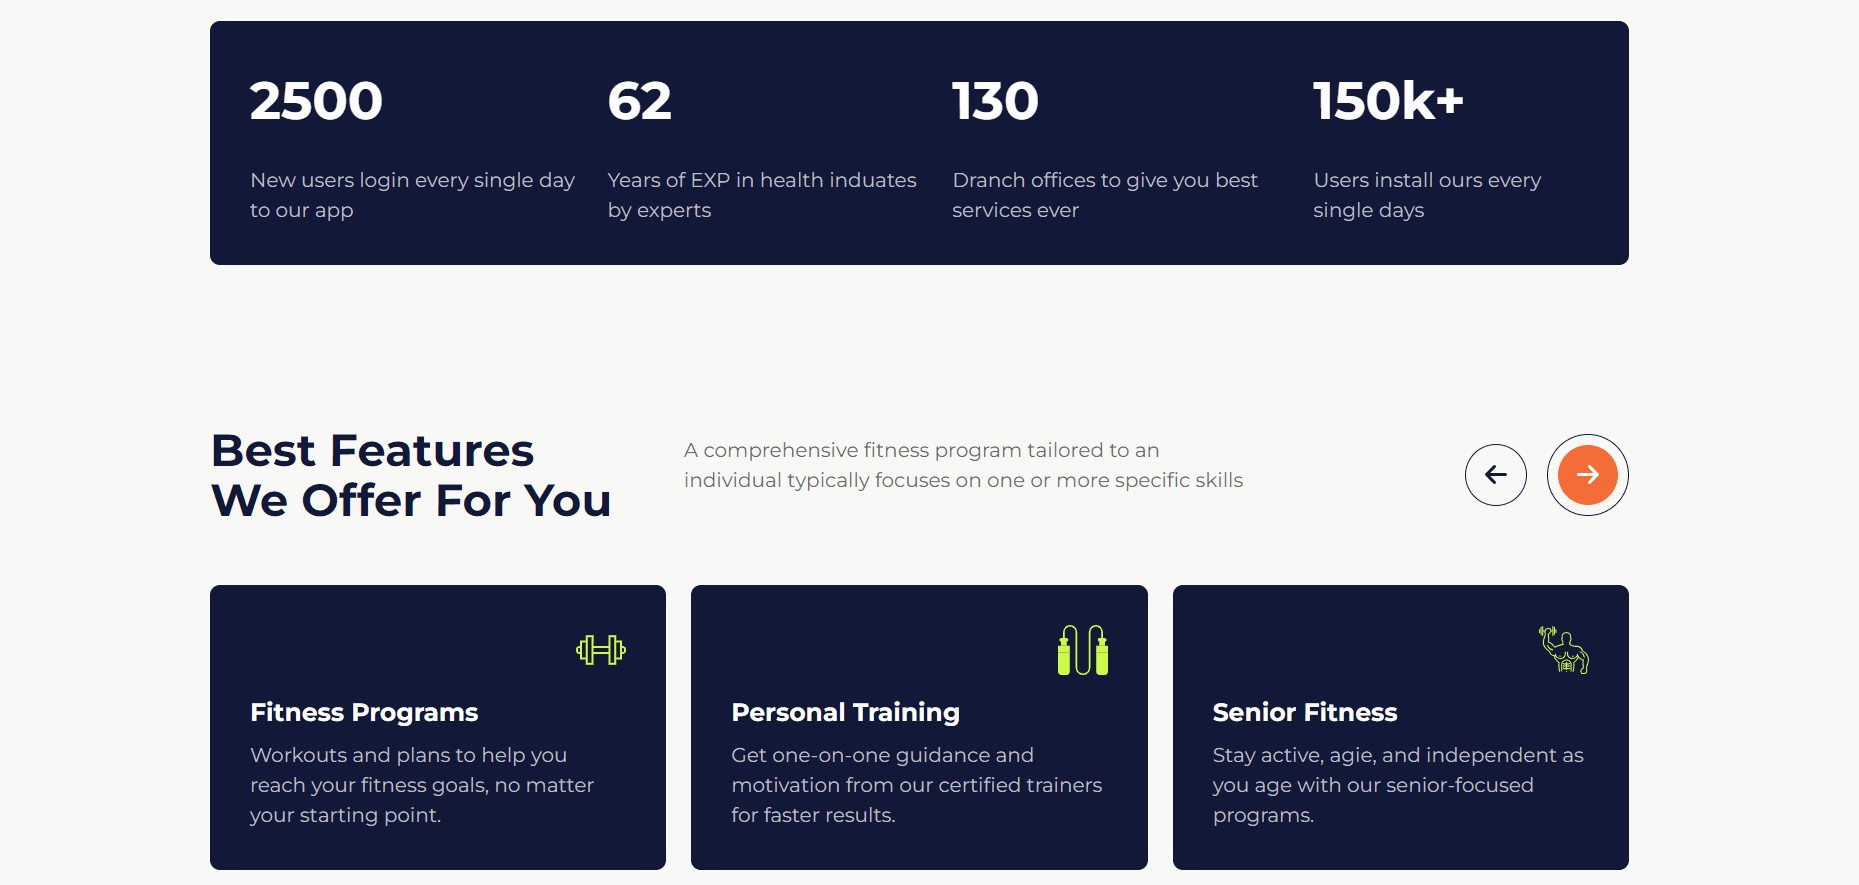 2500
New users login every single day
to our app
62
Years of EXP in health induates
by experts
130
Dranch offices to give you best
services ever
150k+
Users install ours every
single days
Best Features
We Offer For You
A comprehensive fitness program tailored to an
individual typically focuses on one or more specific skills
Fitness Programs
Workouts and plans to help you
reach your fitness goals, no matter
your starting point.
Personal Training
Get one-on-one guidance and
motivation from our certified trainers
for faster results.
Senior Fitness
Stay active, agie, and independent as
you age with our senior-focused
programs.